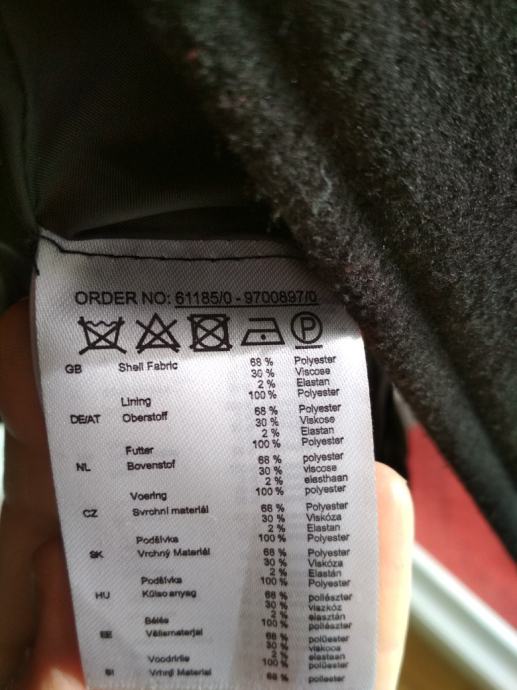 ORDER NO: 61185/0 - 9700897/0
P
GB Shell Fabric 68 % Polyester
30 % Viscose
2 % Elastan
Lining 100 % Polyester
DE/AT Oberstoff 68 % Polyester
30 % Viskose
2 % Elastan
Futter 100 % Polyester
NL Bovenstof 68 % polyester
30 % viscose
2 % elasthaan
Voering 100 % polyester
CZ Svrchní materiál 68 % Polyester
30 % Viskóza
2 % Elastan
Podšívka 100 % Polyester
SK Vrchný Materiál 68 % Polyester
30 % Viskóza
2 % Elastán
Podšívka 100 % Polyester
HU Külső anyag 68 % poliészter
30 % viszkóz
2 % elasztán
Bélés 100 % poliészter
EE Välismaterjal 68 % polüester
30 % viskoos
2 % elastaan
Voodriile 100 % polüester
SI Vrhnji Material 68 % poliester